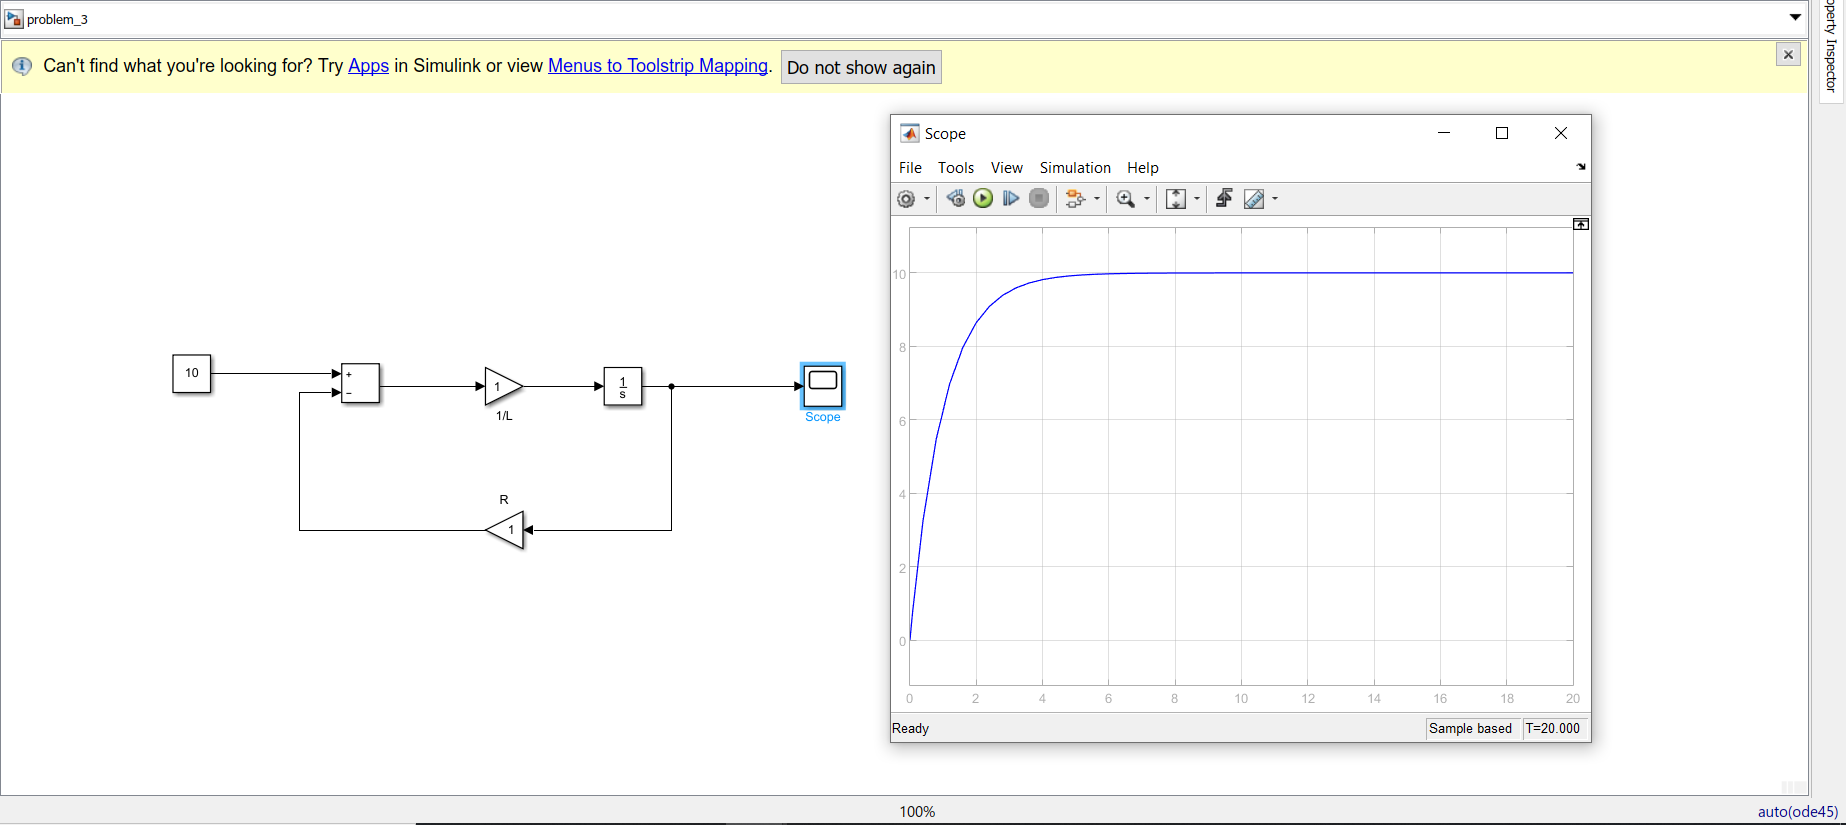 problem_3
Can't find what you're looking for? Try Apps in Simulink or view Menus to Toolstrip Mapping. Do not show again
operty Inspector
10
+
−
1
1/L
1
s
Scope
R
1
Scope
File Tools View Simulation Help
10
8
6
4
2
0
0 2 4 6 8 10 12 14 16 18 20
Ready Sample based T=20.000
100% auto(ode45)